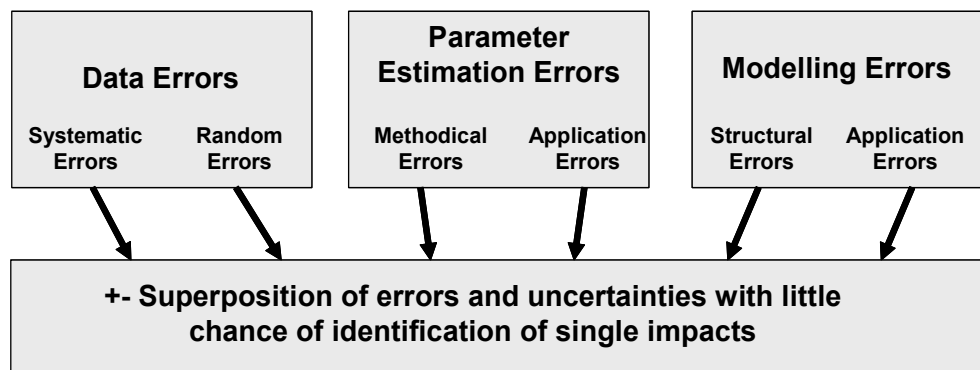 Data Errors
Systematic Errors
Random Errors
Parameter
Estimation Errors
Methodical Errors
Application Errors
Modelling Errors
Structural Errors
Application Errors
+- Superposition of errors and uncertainties with little
chance of identification of single impacts